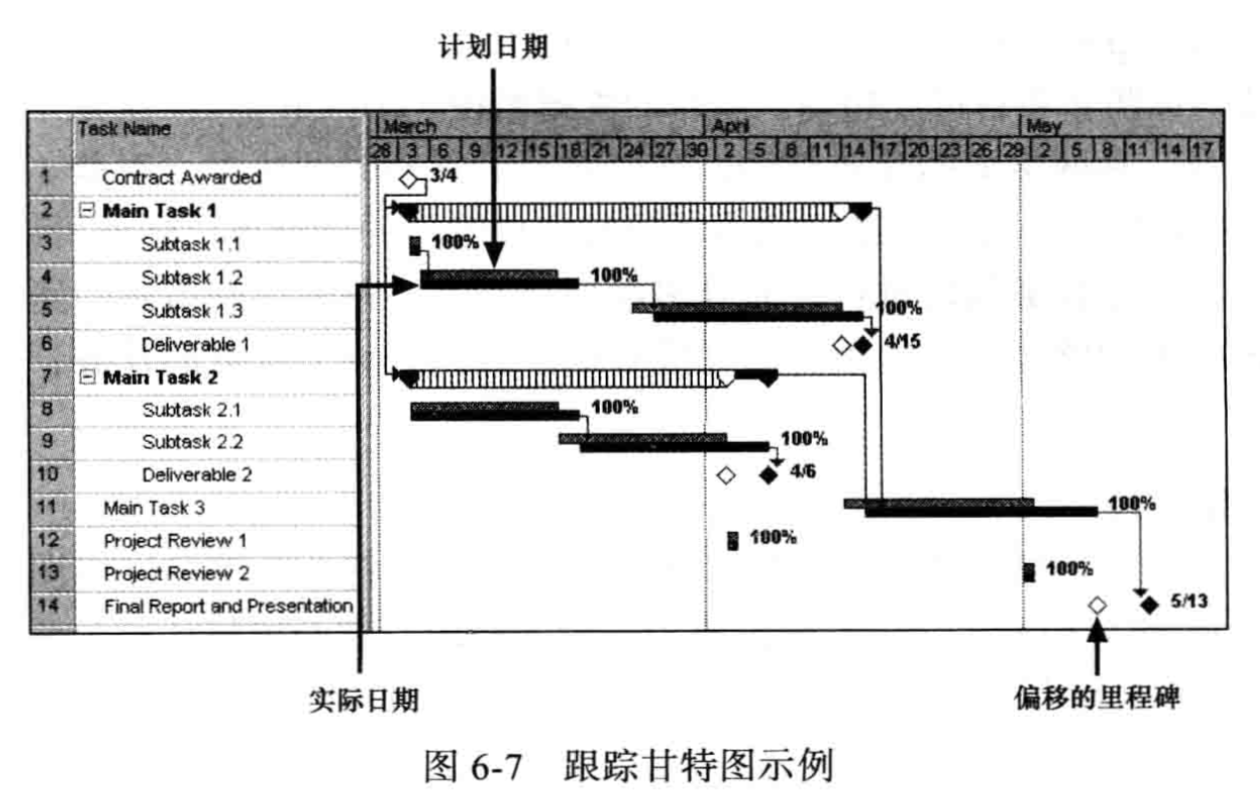 计划日期
Task Name
March April May
28 3 6 9 12 15 18 21 24 27 30 2 5 8 11 14 17 20 23 26 29 2 5 8 11 14 17
1 Contract Awarded 3/4
2 Main Task 1
3 Subtask 1.1 100%
4 Subtask 1.2 100%
5 Subtask 1.3 100%
6 Deliverable 1 4/15
7 Main Task 2
8 Subtask 2.1 100%
9 Subtask 2.2 100%
10 Deliverable 2 4/6
11 Main Task 3 100%
12 Project Review 1 100%
13 Project Review 2 100%
14 Final Report and Presentation 5/13
实际日期
偏移的里程碑
图 6-7 跟踪甘特图示例